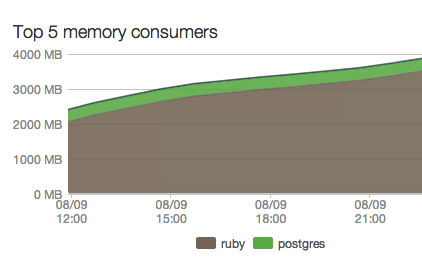 Top 5 memory consumers
4000 MB
3000 MB
2000 MB
1000 MB
0 MB
08/09 08/09 08/09 08/09
12:00 15:00 18:00 21:00
ruby postgres